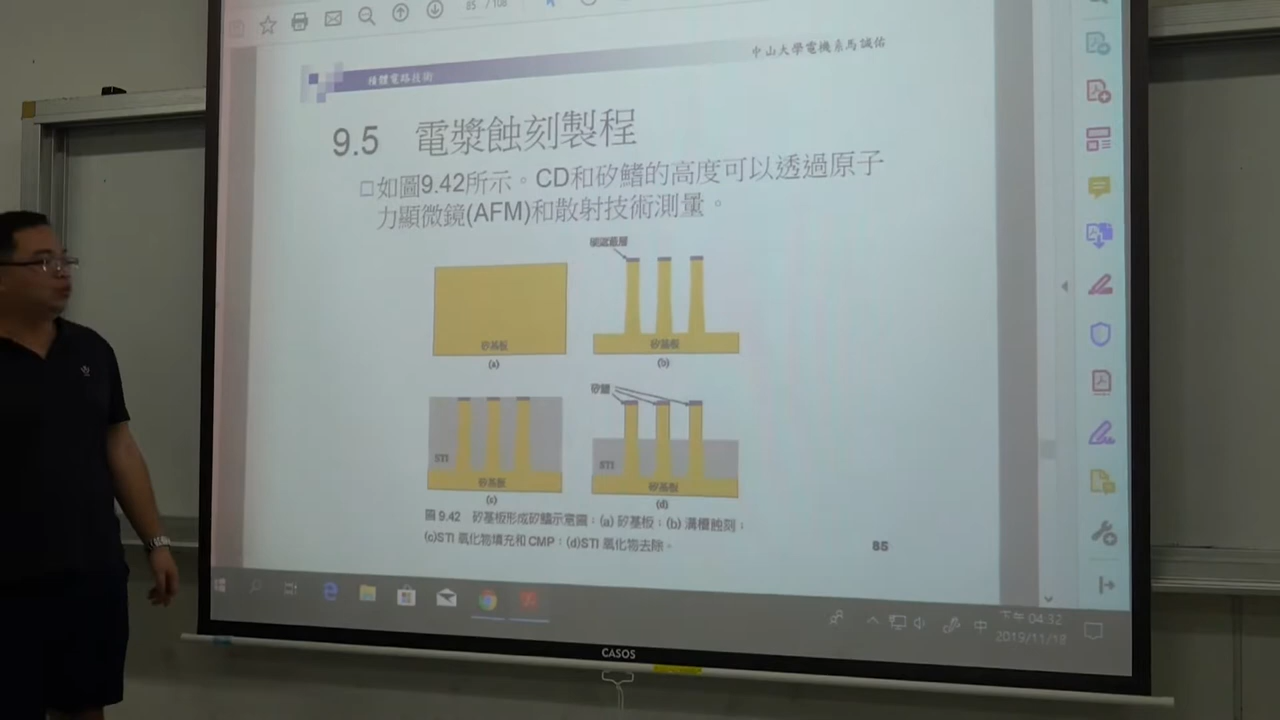 85 / 108
中山大學電機系馬誠佑
積體電路技術
9.5 電漿蝕刻製程
□如圖9.42所示。CD和矽鰭的高度可以透過原子
力顯微鏡(AFM)和散射技術測量。
硬遮蔽層
矽基板
(a)
矽基板
(b)
矽鰭
STI
矽基板
(c)
STI
矽基板
(d)
圖 9.42 矽基板形成矽鰭示意圖：(a) 矽基板；(b) 溝槽蝕刻；
(c)STI 氧化物填充和 CMP；(d)STI 氧化物去除。
85
中
下午 04:32
2019/11/18
CASOS